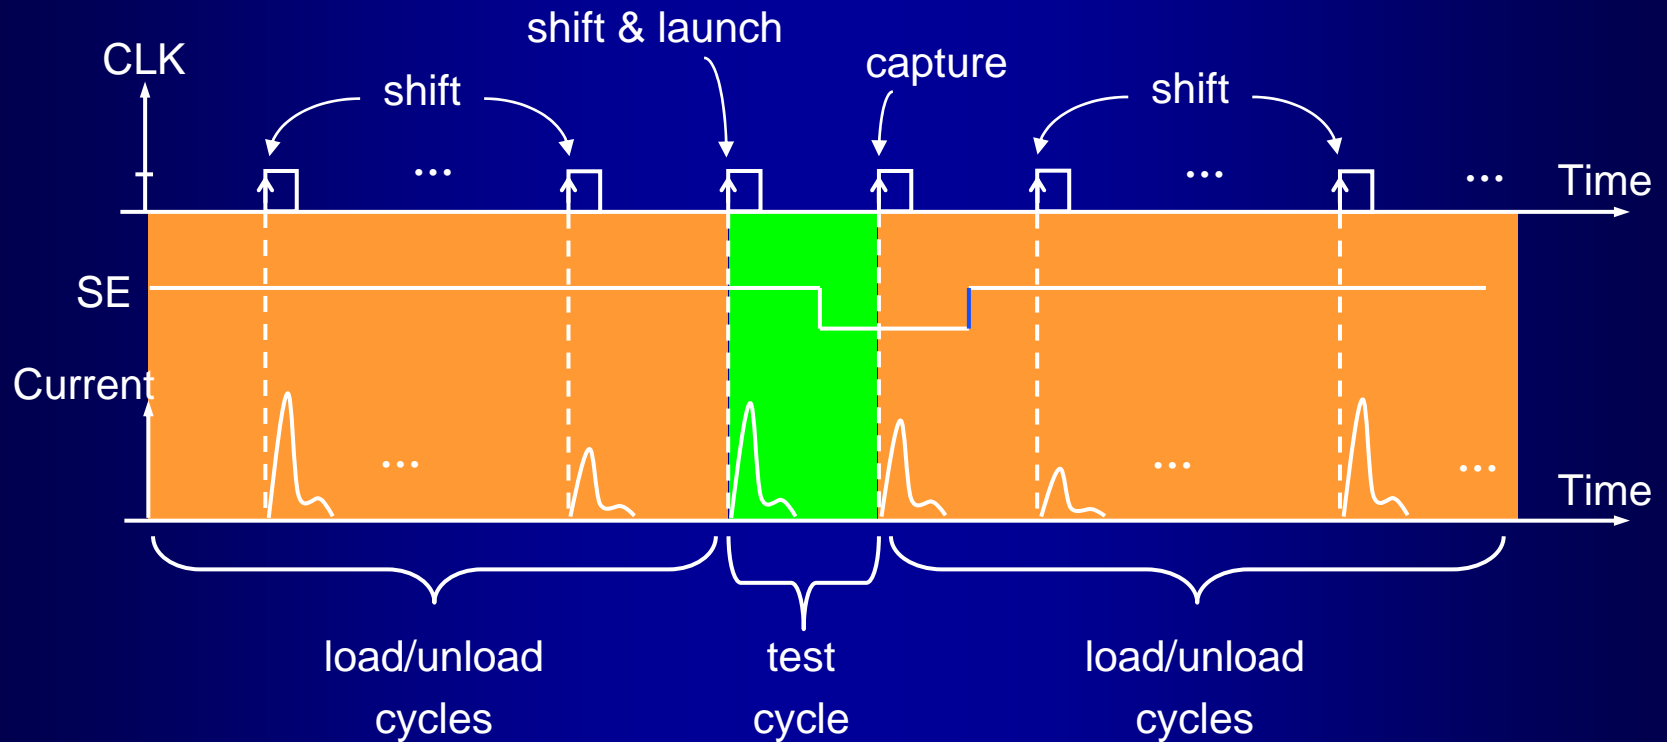 shift & launch
CLK
capture
shift
shift
...
...
...
Time
SE
Current
...
...
...
Time
load/unload
cycles
test
cycle
load/unload
cycles